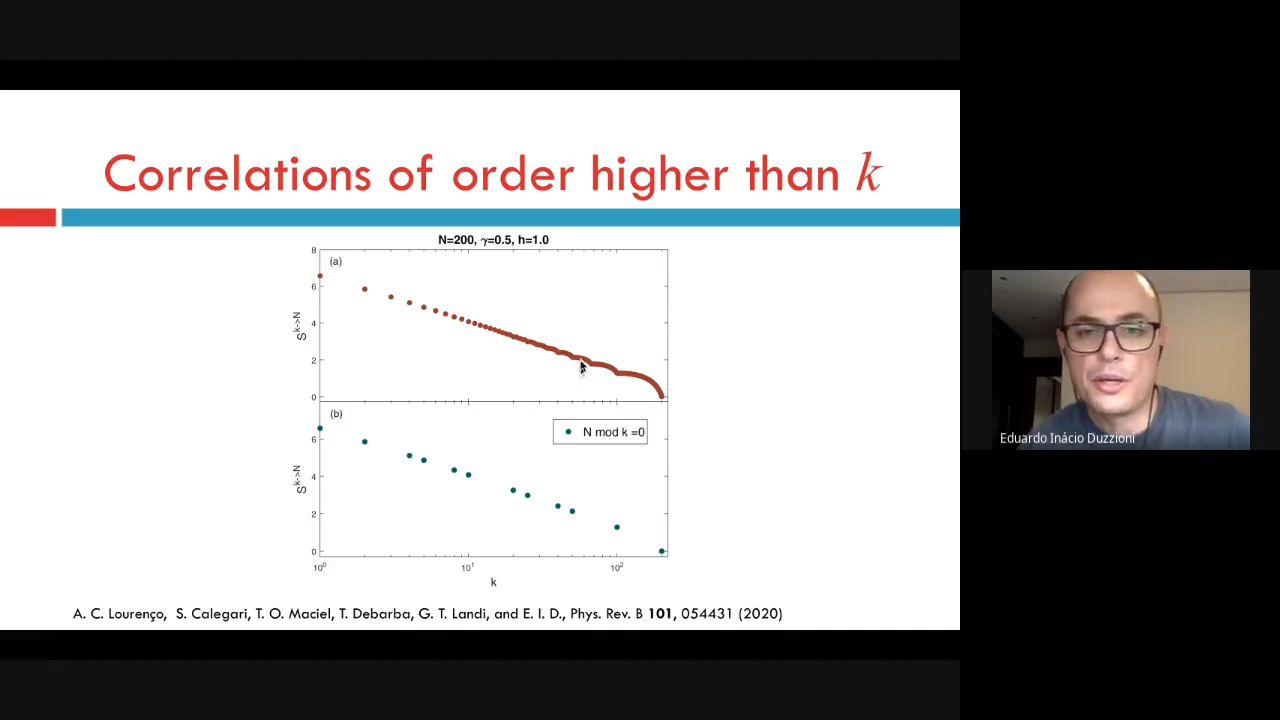 Correlations of order higher than k
N=200, γ=0.5, h=1.0
8
(a)
6
S^k->N
4
2
0
(b)
6
N mod k =0
S^k->N
4
2
0
10^0
10^1
10^2
k
A. C. Lourenço, S. Calegari, T. O. Maciel, T. Debarba, G. T. Landi, and E. I. D., Phys. Rev. B 101, 054431 (2020)
Eduardo Inácio Duzzioni